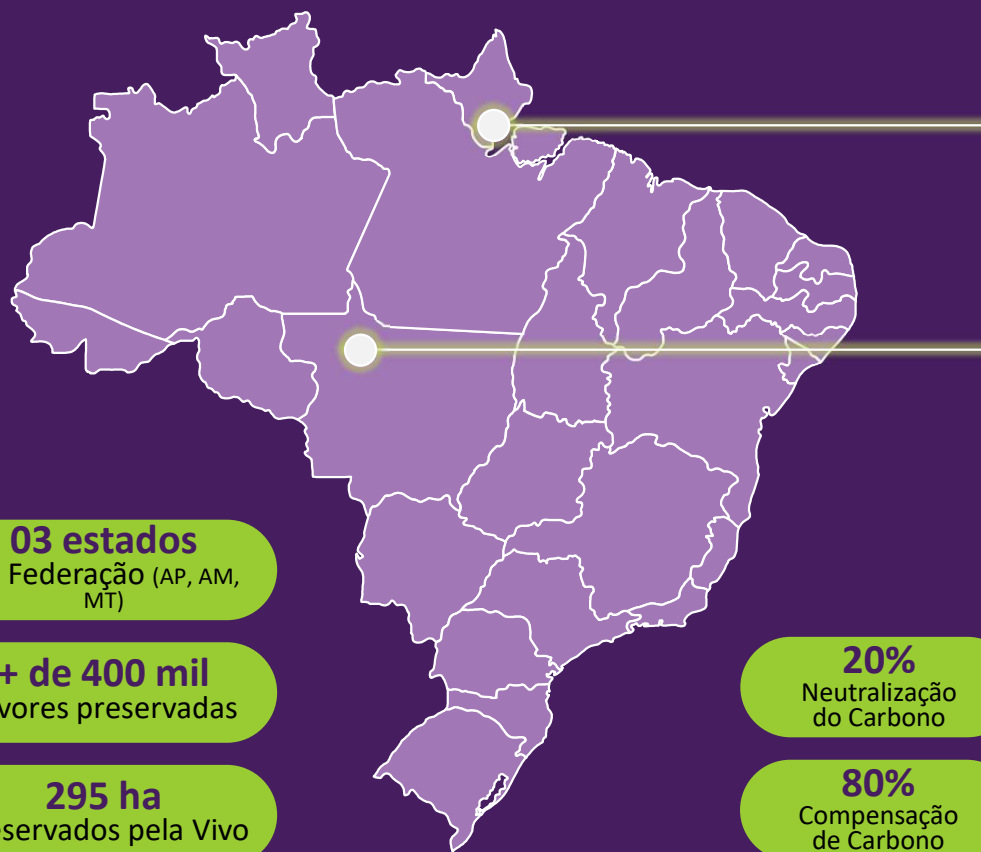 03 estados
Federação (AP, AM,
MT)
+ de 400 mil
vores preservadas
295 ha
eservados pela Vivo
20%
Neutralização
do Carbono
80%
Compensação
de Carbono